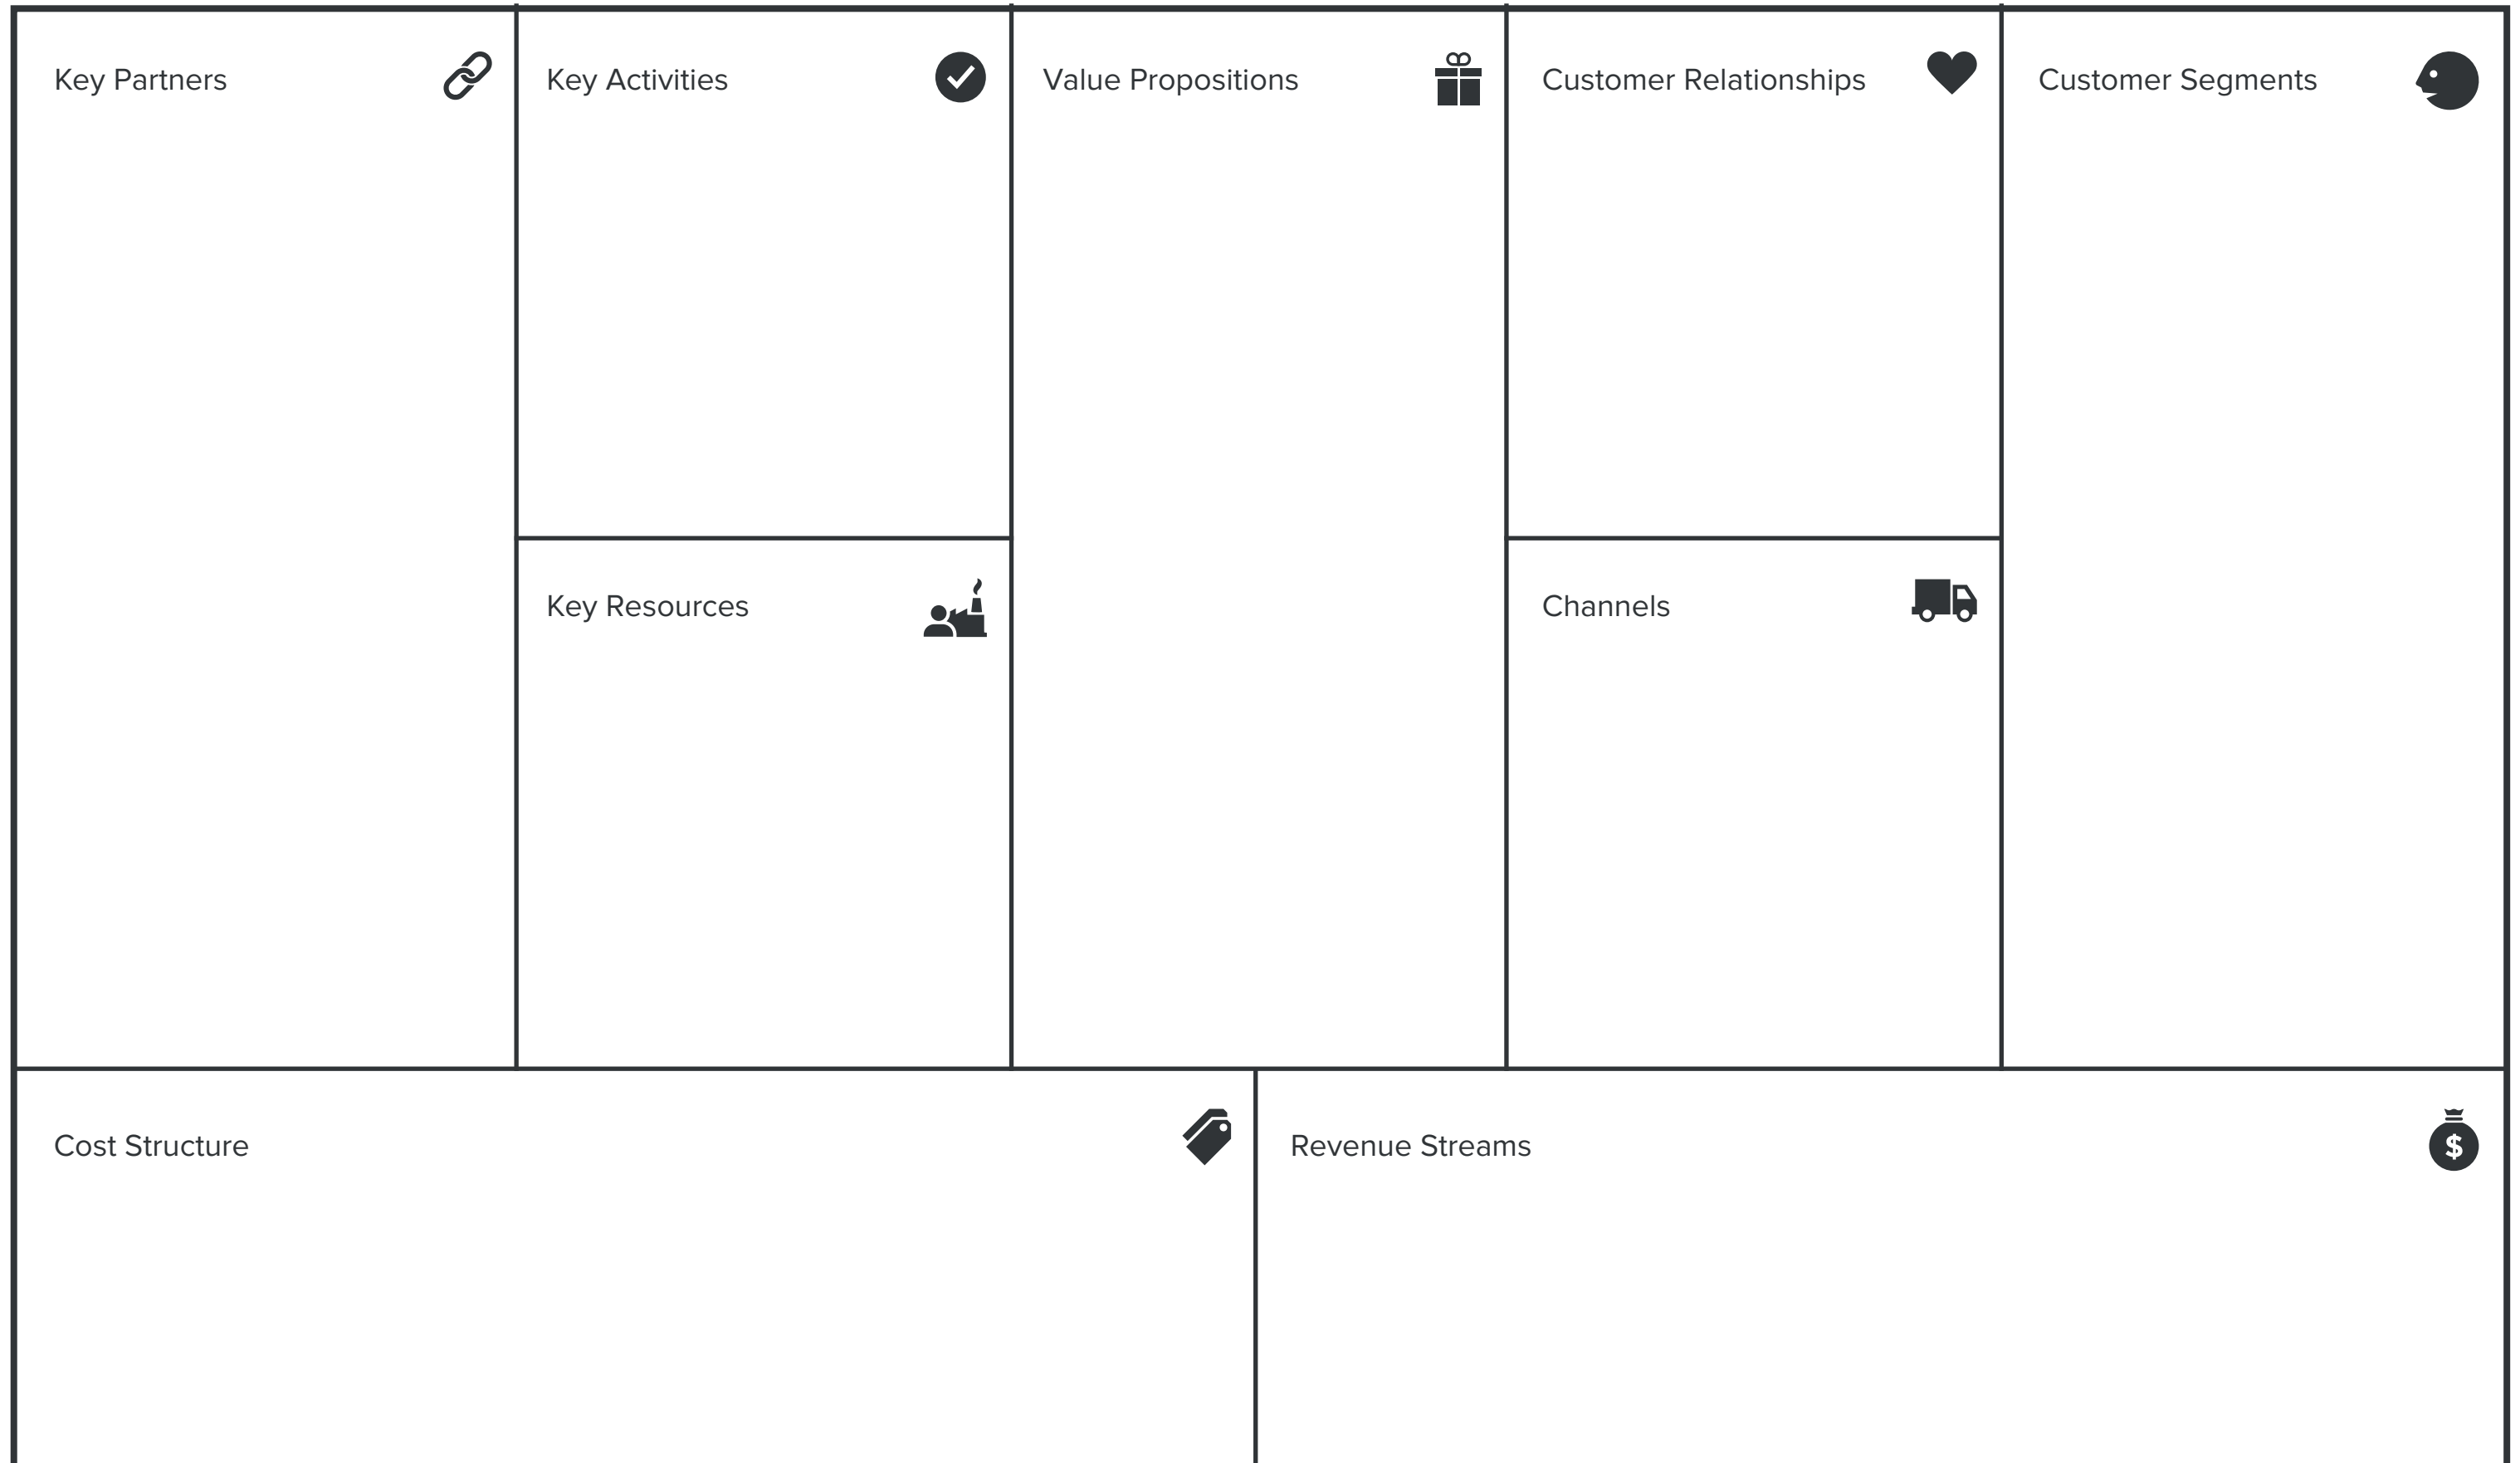 Key Partners
Key Activities
Value Propositions
Customer Relationships
Customer Segments
Key Resources
Channels
Cost Structure
Revenue Streams
$